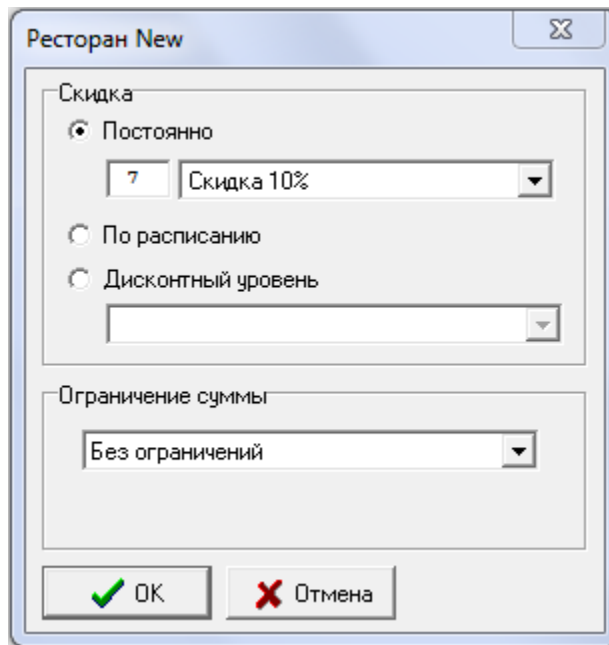 Ресторан New
Скидка
Постоянно
7 Скидка 10%
По расписанию
Дисконтный уровень
Ограничение суммы
Без ограничений
OK Отмена